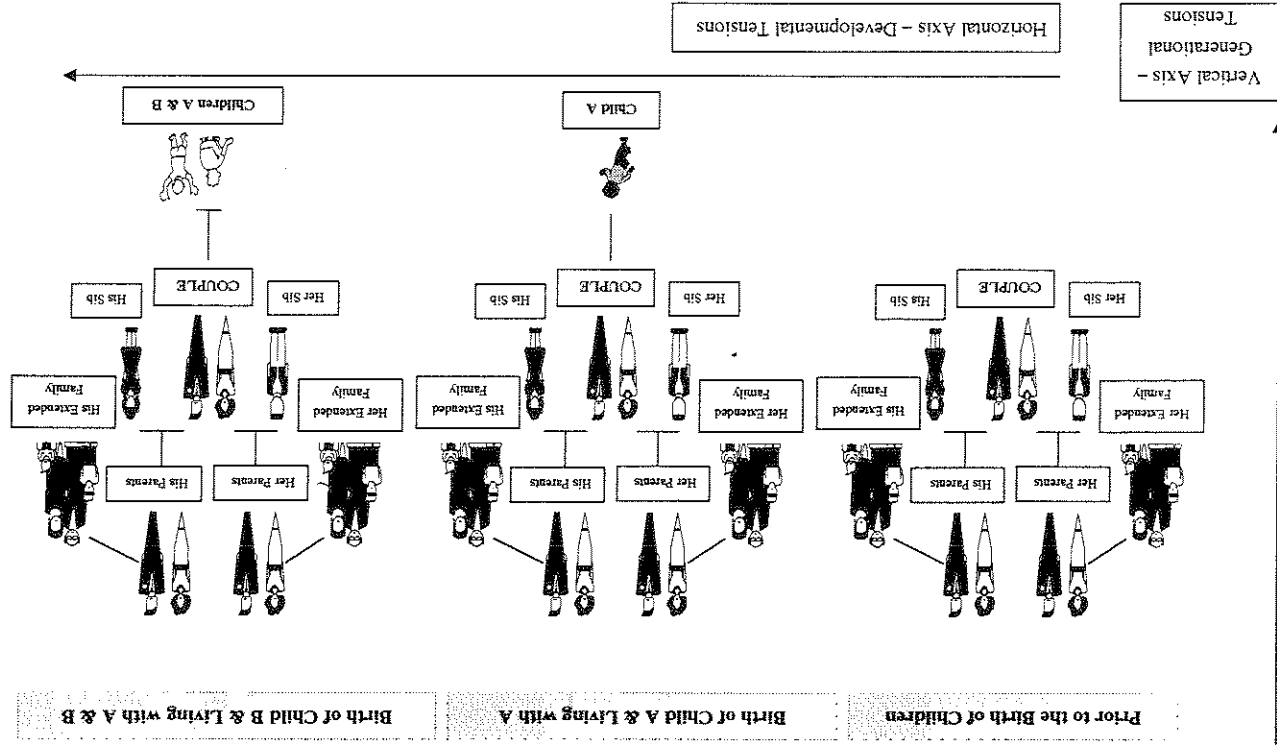 Prior to the Birth of Children
Birth of Child A & Living with A
Birth of Child B & Living with A & B
Her Parents
His Parents
Her Parents
His Parents
Her Parents
His Parents
Her Extended
Family
His Extended
Family
Her Extended
Family
His Extended
Family
Her Extended
Family
His Extended
Family
Her Sib
COUPLE
His Sib
Her Sib
COUPLE
His Sib
Her Sib
COUPLE
His Sib
Child A
Children A & B
Vertical Axis –
Generational
Tensions
Horizontal Axis – Developmental Tensions